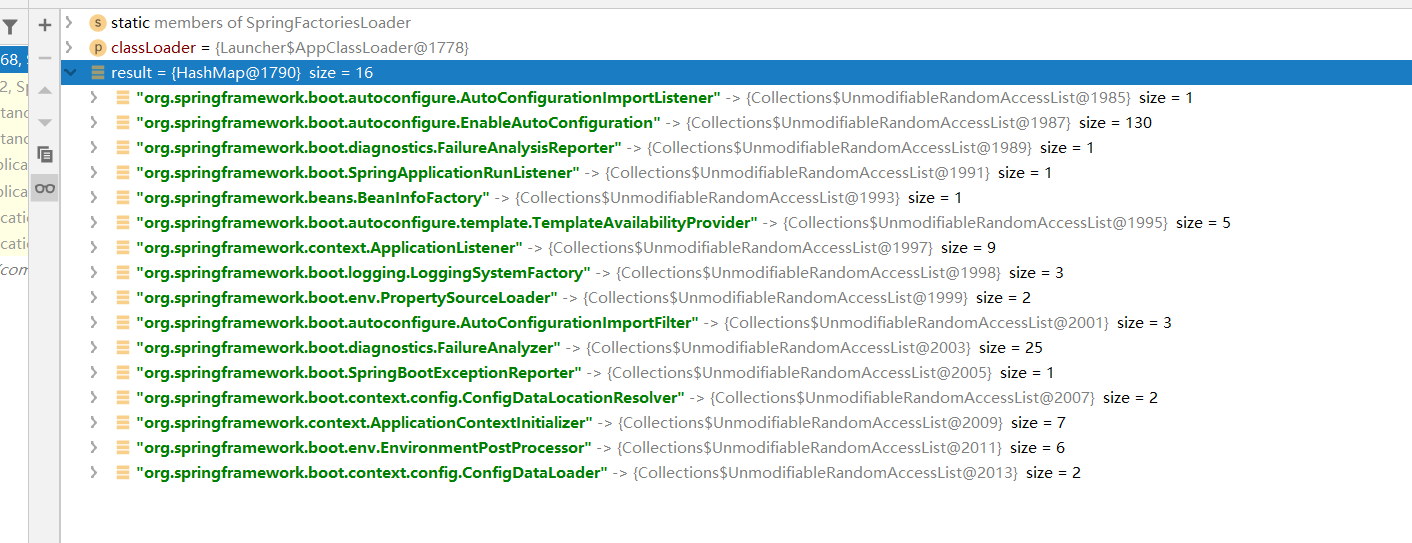 static members of SpringFactoriesLoader
classLoader = {Launcher$AppClassLoader@1778}
68, result = {HashMap@1790} size = 16
"org.springframework.boot.autoconfigure.AutoConfigurationImportListener" -> {Collections$UnmodifiableRandomAccessList@1985} size = 1
"org.springframework.boot.autoconfigure.EnableAutoConfiguration" -> {Collections$UnmodifiableRandomAccessList@1987} size = 130
"org.springframework.boot.diagnostics.FailureAnalysisReporter" -> {Collections$UnmodifiableRandomAccessList@1989} size = 1
"org.springframework.boot.SpringApplicationRunListener" -> {Collections$UnmodifiableRandomAccessList@1991} size = 1
"org.springframework.beans.BeanInfoFactory" -> {Collections$UnmodifiableRandomAccessList@1993} size = 1
"org.springframework.boot.autoconfigure.template.TemplateAvailabilityProvider" -> {Collections$UnmodifiableRandomAccessList@1995} size = 5
"org.springframework.context.ApplicationListener" -> {Collections$UnmodifiableRandomAccessList@1997} size = 9
"org.springframework.boot.logging.LoggingSystemFactory" -> {Collections$UnmodifiableRandomAccessList@1998} size = 3
"org.springframework.boot.env.PropertySourceLoader" -> {Collections$UnmodifiableRandomAccessList@1999} size = 2
"org.springframework.boot.autoconfigure.AutoConfigurationImportFilter" -> {Collections$UnmodifiableRandomAccessList@2001} size = 3
"org.springframework.boot.diagnostics.FailureAnalyzer" -> {Collections$UnmodifiableRandomAccessList@2003} size = 25
"org.springframework.boot.SpringBootExceptionReporter" -> {Collections$UnmodifiableRandomAccessList@2005} size = 1
"org.springframework.boot.context.config.ConfigDataLocationResolver" -> {Collections$UnmodifiableRandomAccessList@2007} size = 2
"org.springframework.context.ApplicationContextInitializer" -> {Collections$UnmodifiableRandomAccessList@2009} size = 7
"org.springframework.boot.env.EnvironmentPostProcessor" -> {Collections$UnmodifiableRandomAccessList@2011} size = 6
"org.springframework.boot.context.config.ConfigDataLoader" -> {Collections$UnmodifiableRandomAccessList@2013} size = 2